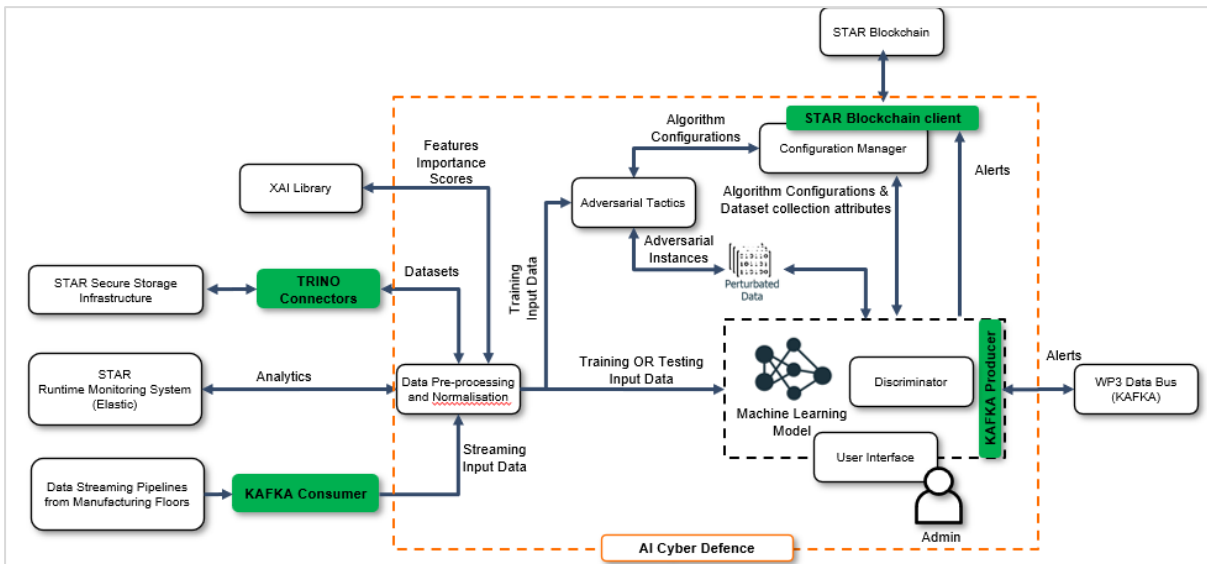 STAR Blockchain
STAR Blockchain client
Configuration Manager
Algorithm
Configurations
Alerts
Features
Importance
Scores
XAI Library
Adversarial Tactics
Algorithm Configurations &
Dataset collection attributes
Adversarial
Instances
Perturbated
Data
STAR Secure Storage
Infrastructure
TRINO
Connectors
Datasets
Training
Input Data
STAR
Runtime Monitoring System
(Elastic)
Analytics
Data Pre-processing
and Normalisation
Training OR Testing
Input Data
Machine Learning
Model
Discriminator
KAFKA Producer
Alerts
WP3 Data Bus
(KAFKA)
User Interface
Admin
Streaming
Input Data
Data Streaming Pipelines
from Manufacturing Floors
KAFKA Consumer
AI Cyber Defence